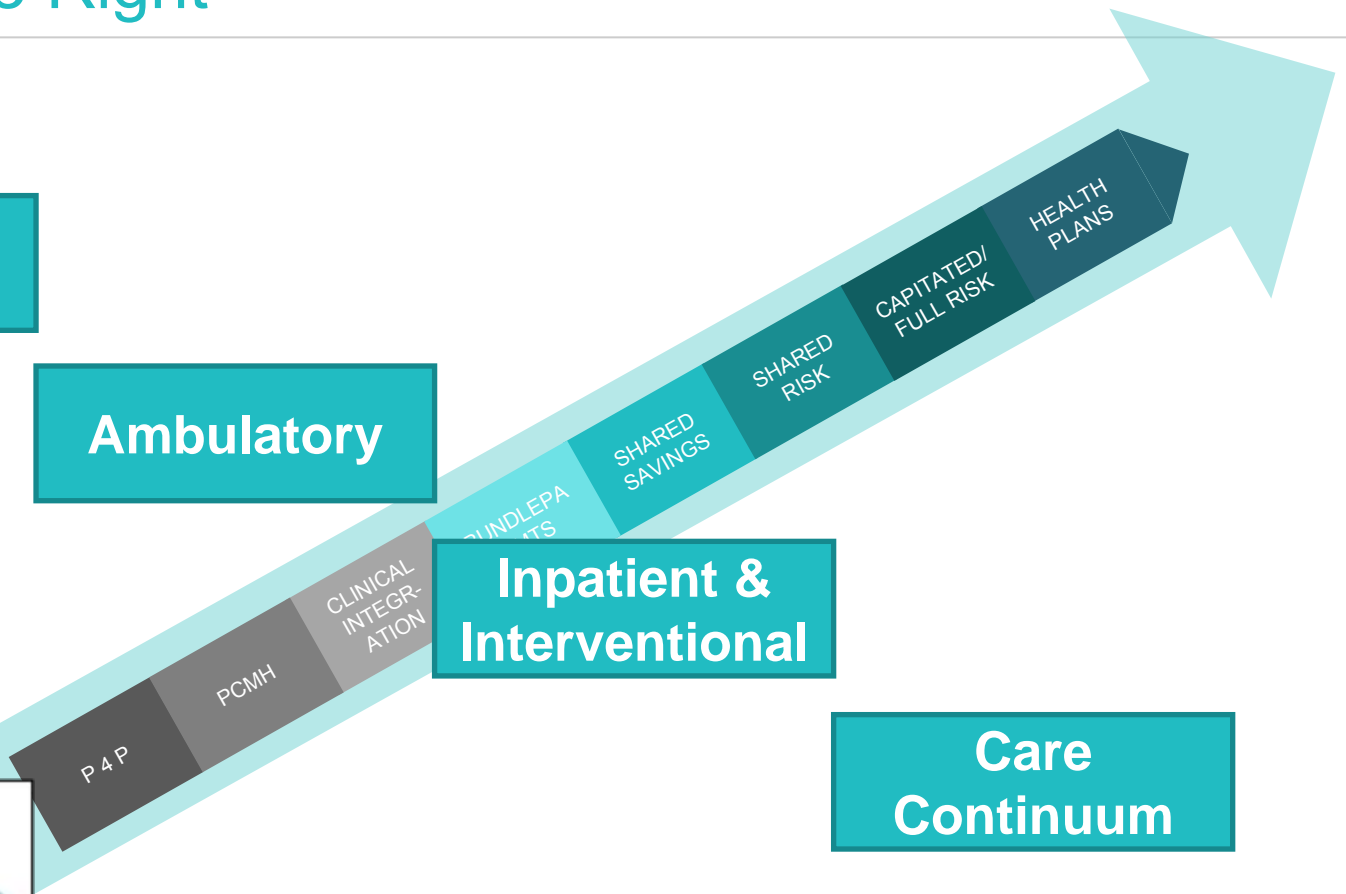 Right
HEALTH
PLANS
CAPITATED/
FULL RISK
SHARED
RISK
SHARED
SAVINGS
Ambulatory
CLINICAL
INTEGR-
ATION
Inpatient &
Interventional
PCMH
P 4 P
Care
Continuum